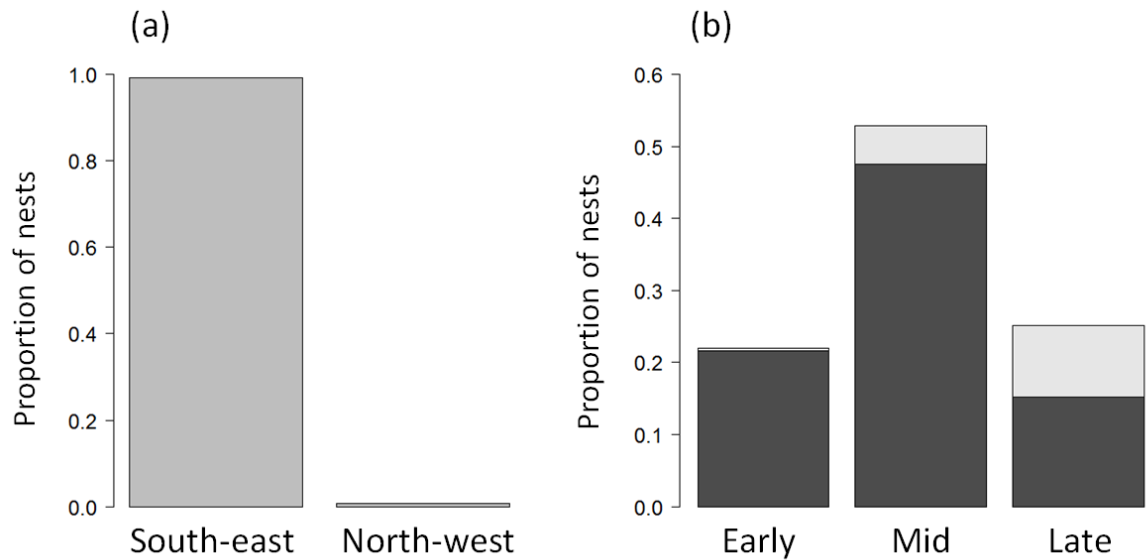 (a)
Proportion of nests
1.0
0.8
0.6
0.4
0.2
0.0
South-east
North-west
(b)
Proportion of nests
0.6
0.5
0.4
0.3
0.2
0.1
0.0
Early
Mid
Late